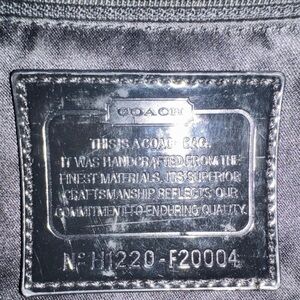 COACH
THIS IS A COACH BAG.
IT WAS HANDCRAFTED FROM THE
FINEST MATERIALS. ITS SUPERIOR
CRAFTSMANSHIP REFLECTS OUR
COMMITMENT TO ENDURING QUALITY.
Nº H1220-F20004